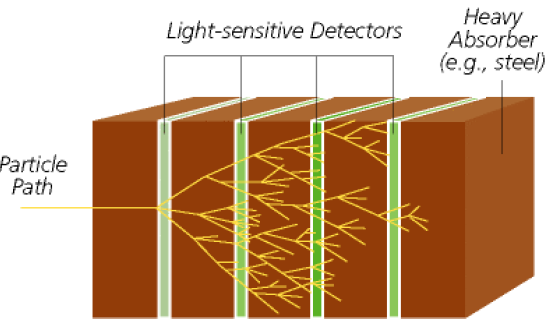 Light-sensitive Detectors
Heavy
Absorber
(e.g., steel)
Particle
Path